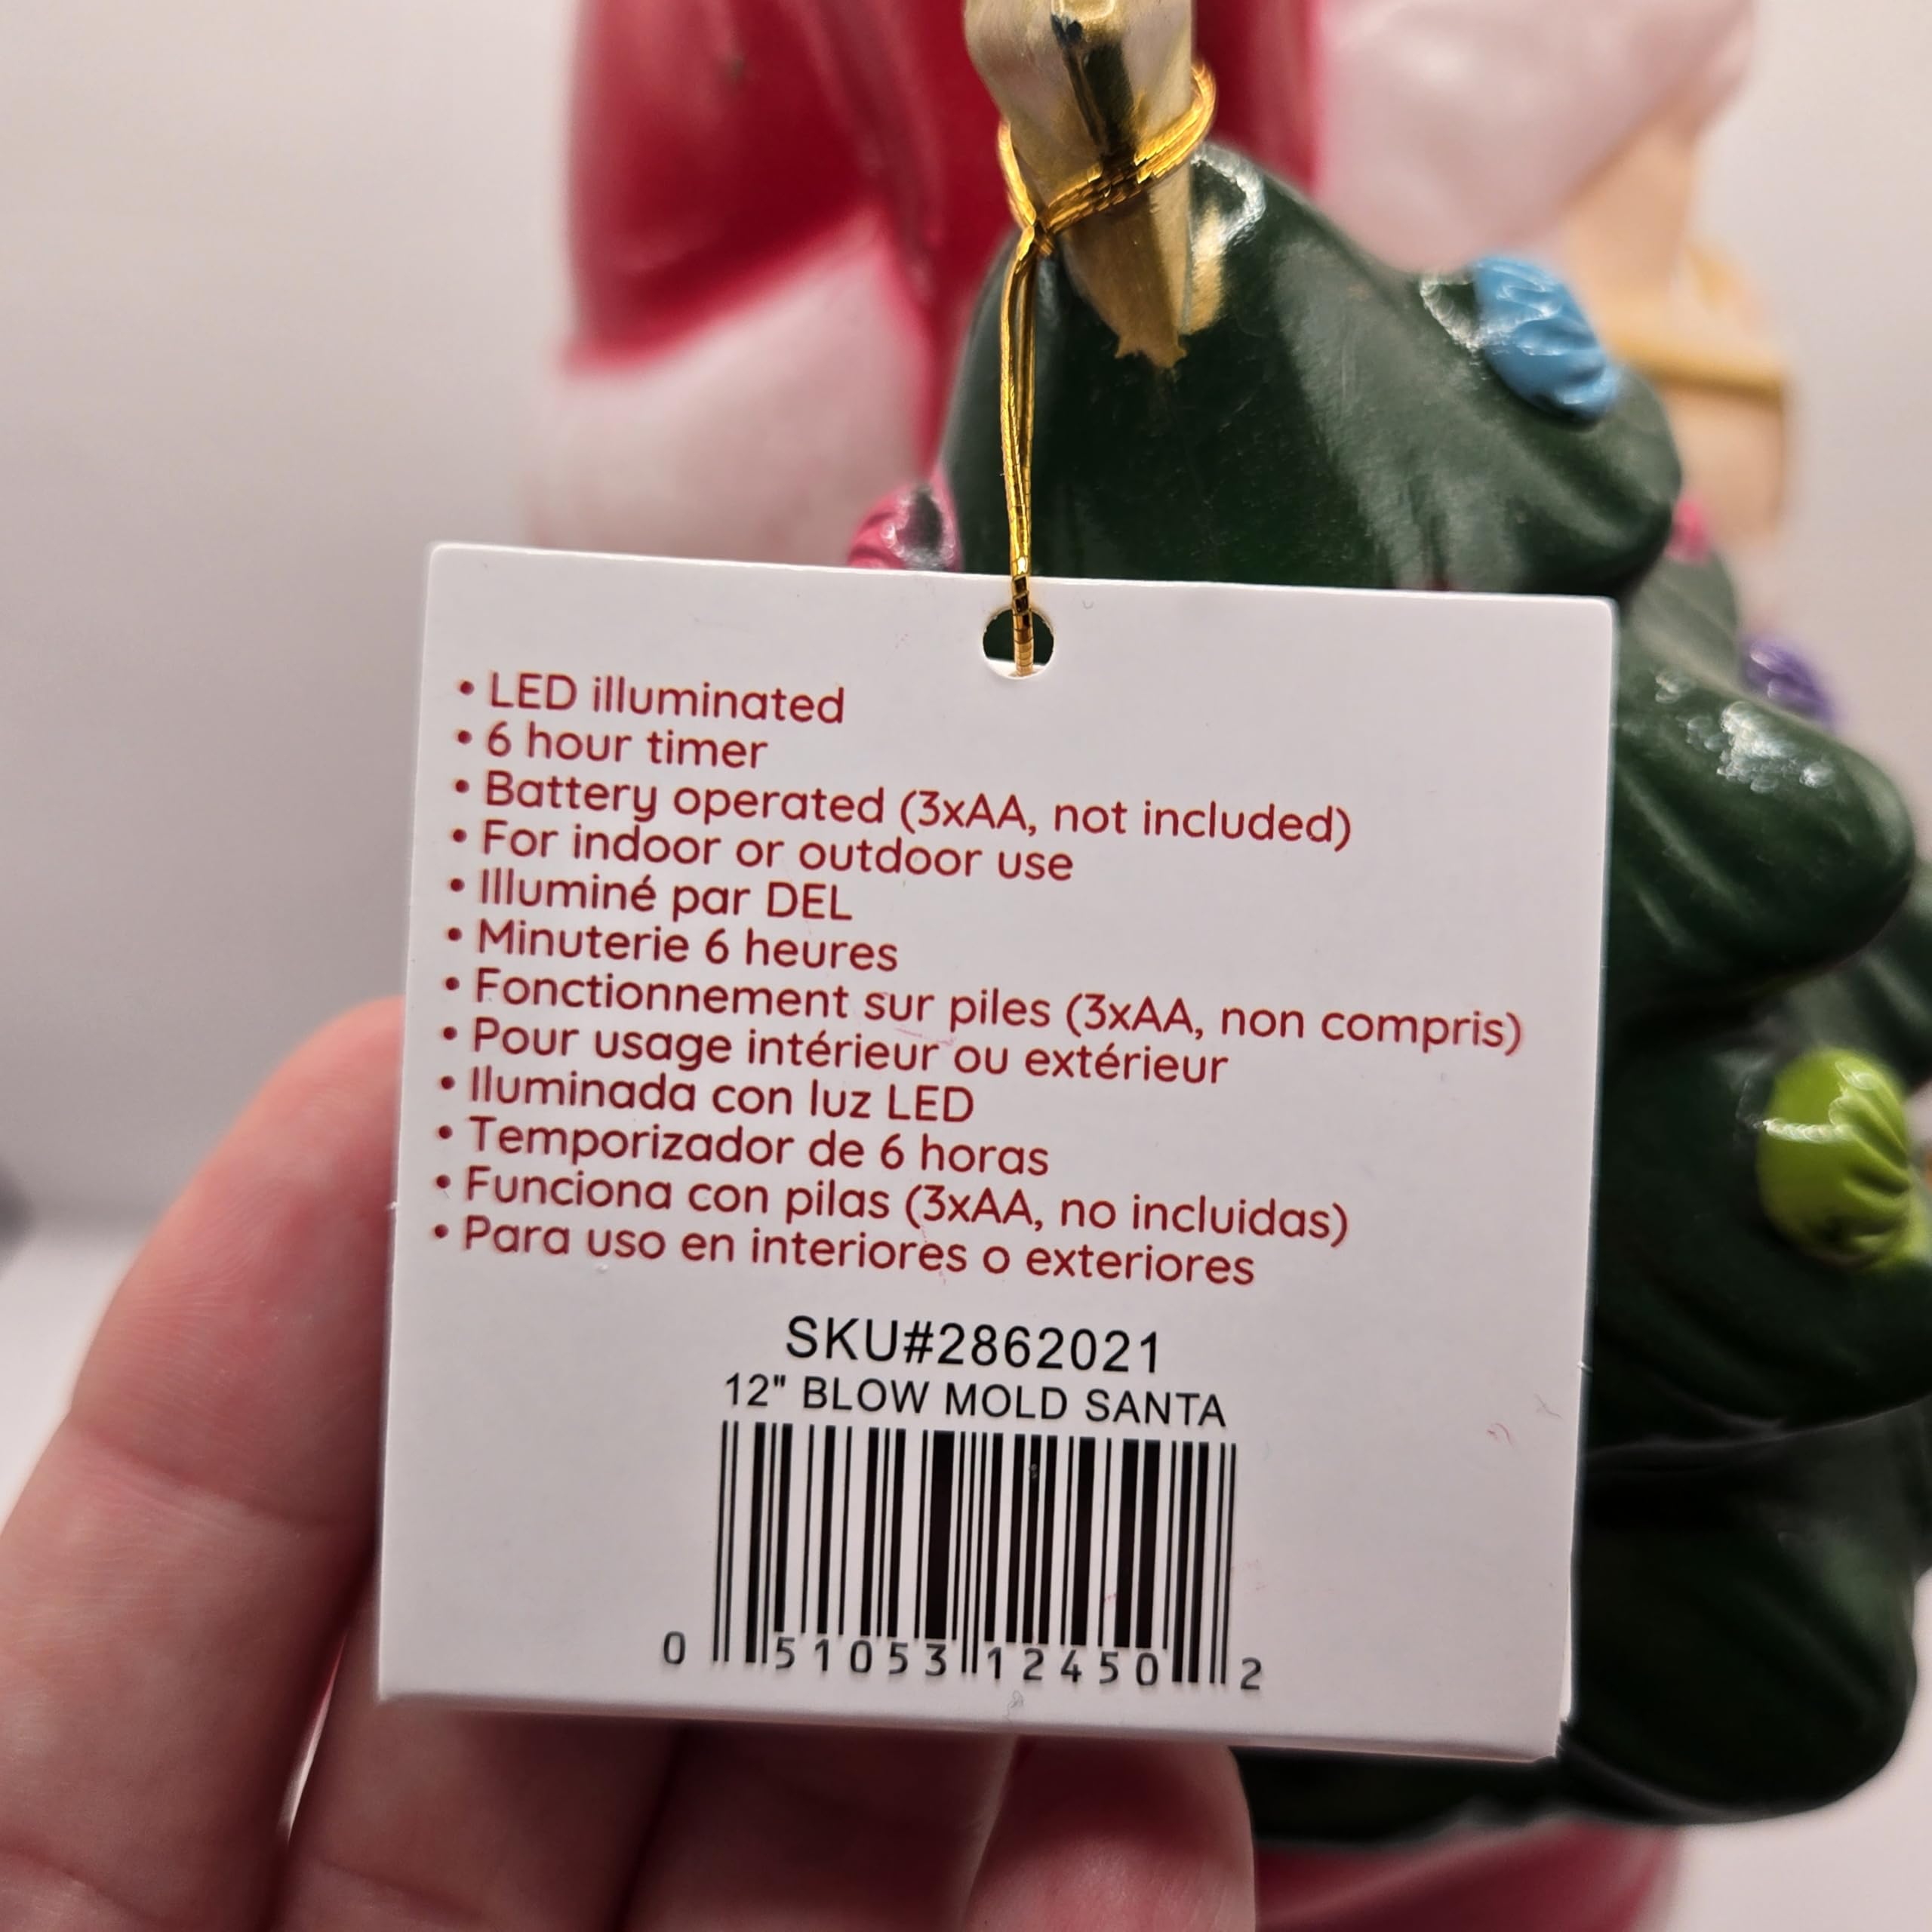 • LED illuminated
• 6 hour timer
• Battery operated (3xAA, not included)
• For indoor or outdoor use
• Illuminé par DEL
• Minuterie 6 heures
• Fonctionnement sur piles (3xAA, non compris)
• Pour usage intérieur ou extérieur
• Iluminada con luz LED
• Temporizador de 6 horas
• Funciona con pilas (3xAA, no incluidas)
• Para uso en interiores o exteriores
SKU#2862021
12" BLOW MOLD SANTA
0 51053 12450 2